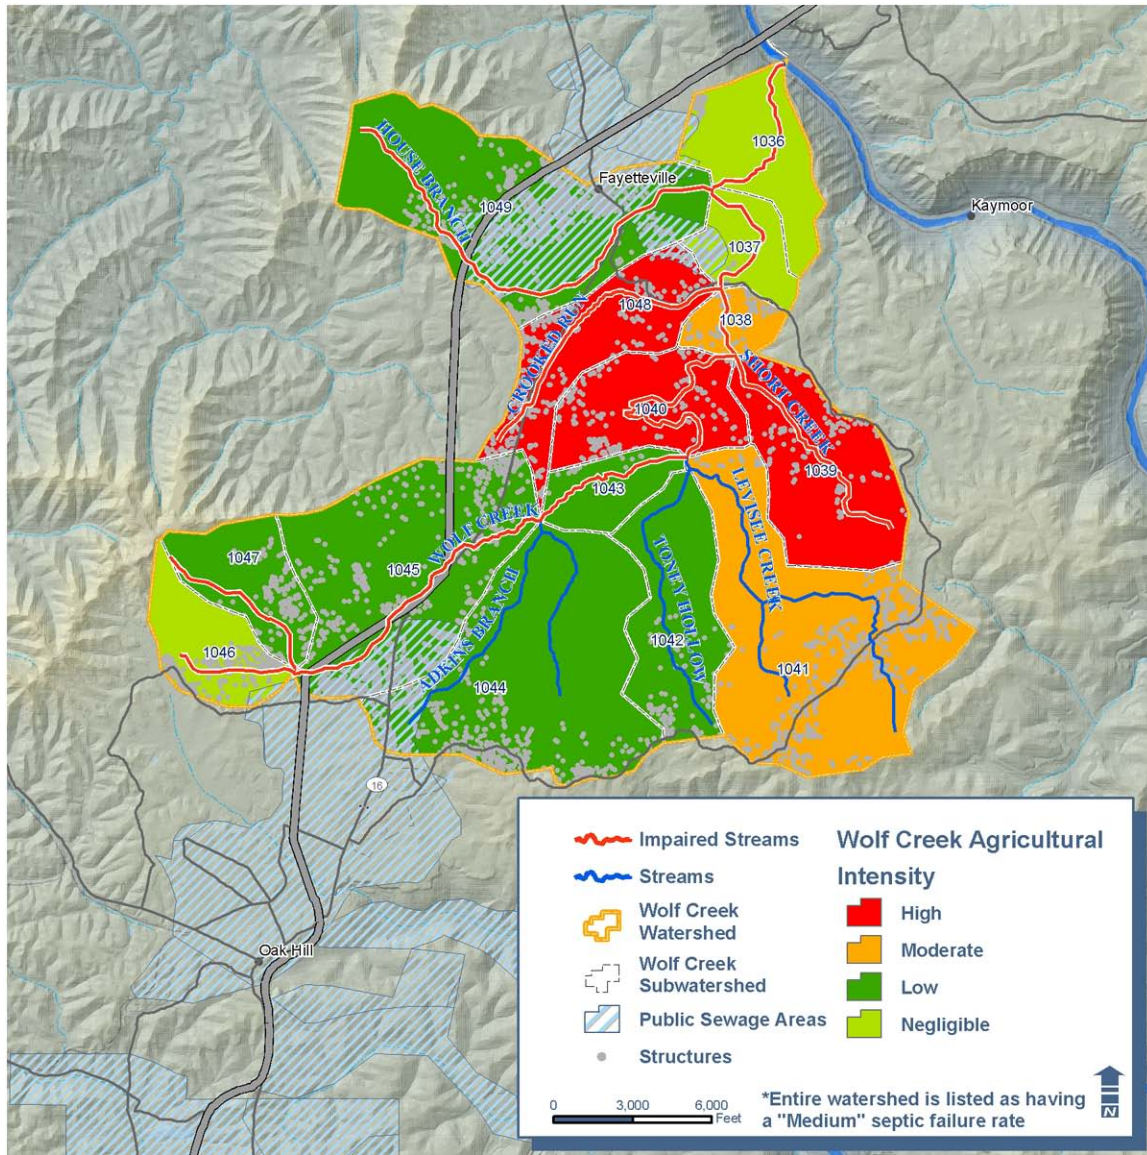 1036
HOUSE BRANCH
Fayetteville
1049
Kaymoor
1037
1048
1038
CROOKED RUN
SHORT CREEK
1040
1039
1043
LEVISEE CREEK
WOLF CREEK
1047
1045
TONEY HOLLOW
ADKINS BRANCH
1046
1042
1041
1044
16
Oak Hill
Impaired Streams
Streams
Wolf Creek
Watershed
Wolf Creek
Subwatershed
Public Sewage Areas
Structures
0 3,000 6,000
Feet
Wolf Creek Agricultural
Intensity
High
Moderate
Low
Negligible
*Entire watershed is listed as having
a "Medium" septic failure rate
N